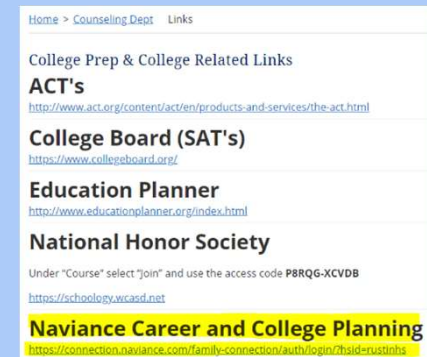 Home > Counseling Dept Links
College Prep & College Related Links
ACT's
http://www.act.org/content/act/en/products-and-services/the-act.html
College Board (SAT's)
https://www.collegeboard.org/
Education Planner
http://www.educationplanner.org/index.html
National Honor Society
Under "Course" select "Join" and use the access code P8RQG-XCVDB
https://schoology.wcasd.net
Naviance Career and College Planning
https://connection.naviance.com/family-connection/auth/login/?hsid=rustinhs